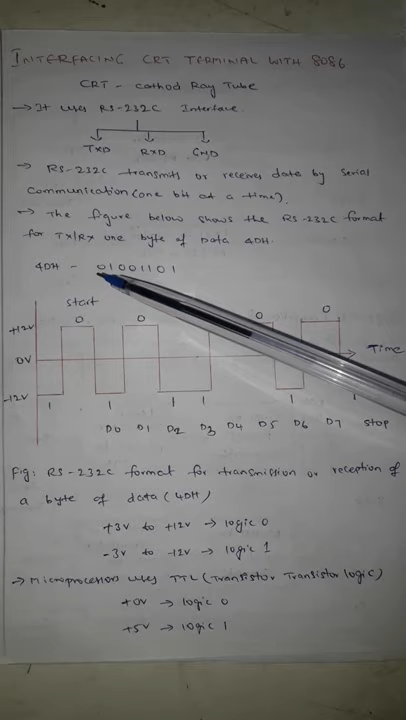 INTERFACING CRT TERMINAL WITH 8086
CRT - Cathod Ray Tube
→ It uses RS-232C Interface.
TXD RXD GND
→ RS-232C transmits or receives data by Serial
Communication (one bit at a time).
→ The figure below shows the RS-232C format
for Tx/Rx one byte of Data 4DH.
4DH - 01001101
start
0 0 0 0
+12V
0V
Time
-12V
1 1 1 1 1 1
D0 D1 D2 D3 D4 D5 D6 D7 Stop
Fig: RS-232C format for transmission or reception of
a byte of data (4DH)
+3V to +12V → logic 0
-3V to -12V → logic 1
→ Microprocessors uses TTL (Transistor Transistor logic)
+0V → logic 0
+5V → logic 1